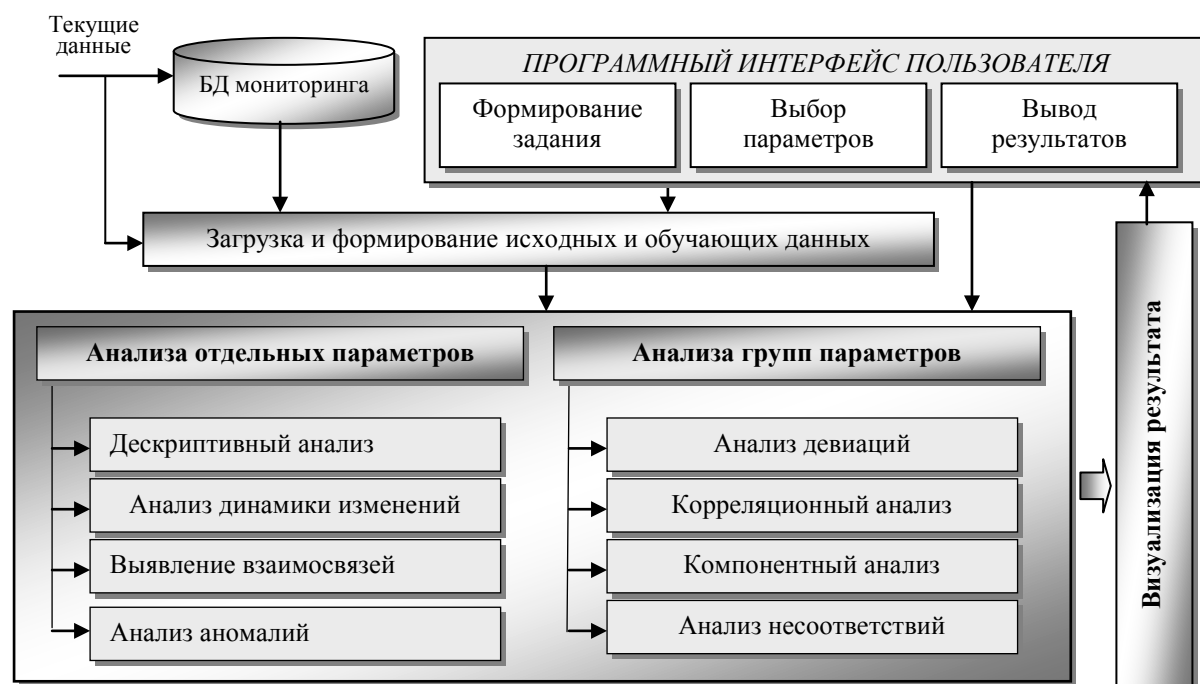 Текущие
данные
БД мониторинга
ПРОГРАММНЫЙ ИНТЕРФЕЙС ПОЛЬЗОВАТЕЛЯ
Формирование
задания
Выбор
параметров
Вывод
результатов
Загрузка и формирование исходных и обучающих данных
Анализа отдельных параметров
Дескриптивный анализ
Анализ динамики изменений
Выявление взаимосвязей
Анализ аномалий
Анализа групп параметров
Анализ девиаций
Корреляционный анализ
Компонентный анализ
Анализ несоответствий
Визуализация результата